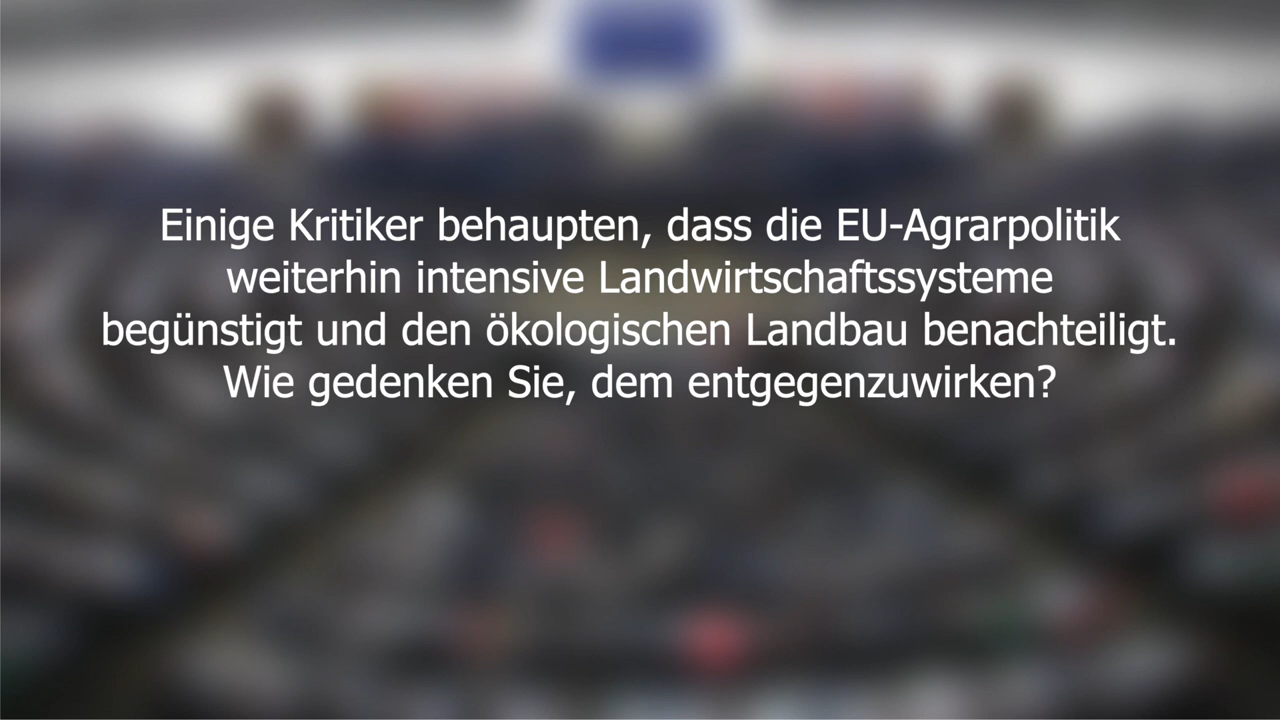 Einige Kritiker behaupten, dass die EU-Agrarpolitik
weiterhin intensive Landwirtschaftssysteme
begünstigt und den ökologischen Landbau benachteiligt.
Wie gedenken Sie, dem entgegenzuwirken?